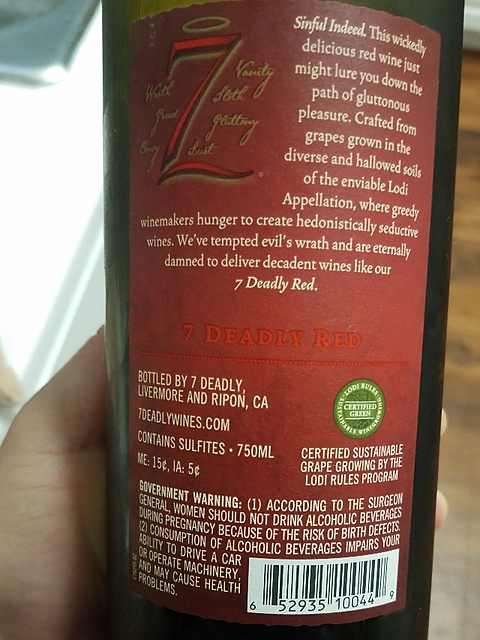 7
Wrath
Vanity
Greed
Sloth
Gluttony
Envy
Lust
Sinful Indeed. This wickedly
delicious red wine just
might lure you down the
path of gluttonous
pleasure. Crafted from
grapes grown in the
diverse and hallowed soils
of the enviable Lodi
Appellation, where greedy
winemakers hunger to create hedonistically seductive
wines. We've tempted evil's wrath and are eternally
damned to deliver decadent wines like our
7 Deadly Red.
7 DEADLY RED
BOTTLED BY 7 DEADLY,
LIVERMORE AND RIPON, CA
7DEADLYWINES.COM
CONTAINS SULFITES • 750ML
ME: 15¢, IA: 5¢
LODI RULES
CERTIFIED
GREEN
CERTIFIED SUSTAINABLE
GRAPE GROWING BY THE
LODI RULES PROGRAM
GOVERNMENT WARNING: (1) ACCORDING TO THE SURGEON
GENERAL, WOMEN SHOULD NOT DRINK ALCOHOLIC BEVERAGES
DURING PREGNANCY BECAUSE OF THE RISK OF BIRTH DEFECTS.
(2) CONSUMPTION OF ALCOHOLIC BEVERAGES IMPAIRS YOUR
ABILITY TO DRIVE A CAR
OR OPERATE MACHINERY,
AND MAY CAUSE HEALTH
PROBLEMS.
6 52935 10044 9